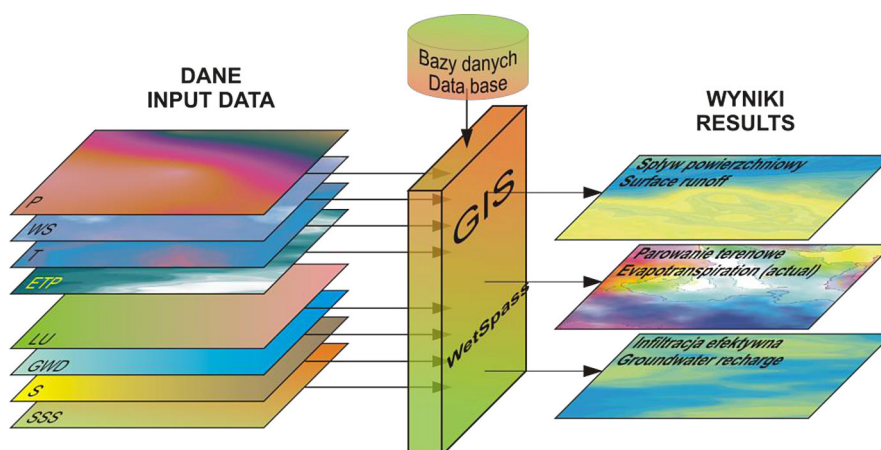 Bazy danych
Data base
DANE
INPUT DATA
WYNIKI
RESULTS
P
WS
T
ETP
LU
GWD
S
SSS
GIS
WetSpass
Spływ powierzchniowy
Surface runoff
Parowanie terenowe
Evapotranspiration (actual)
Infiltracja efektywna
Groundwater recharge